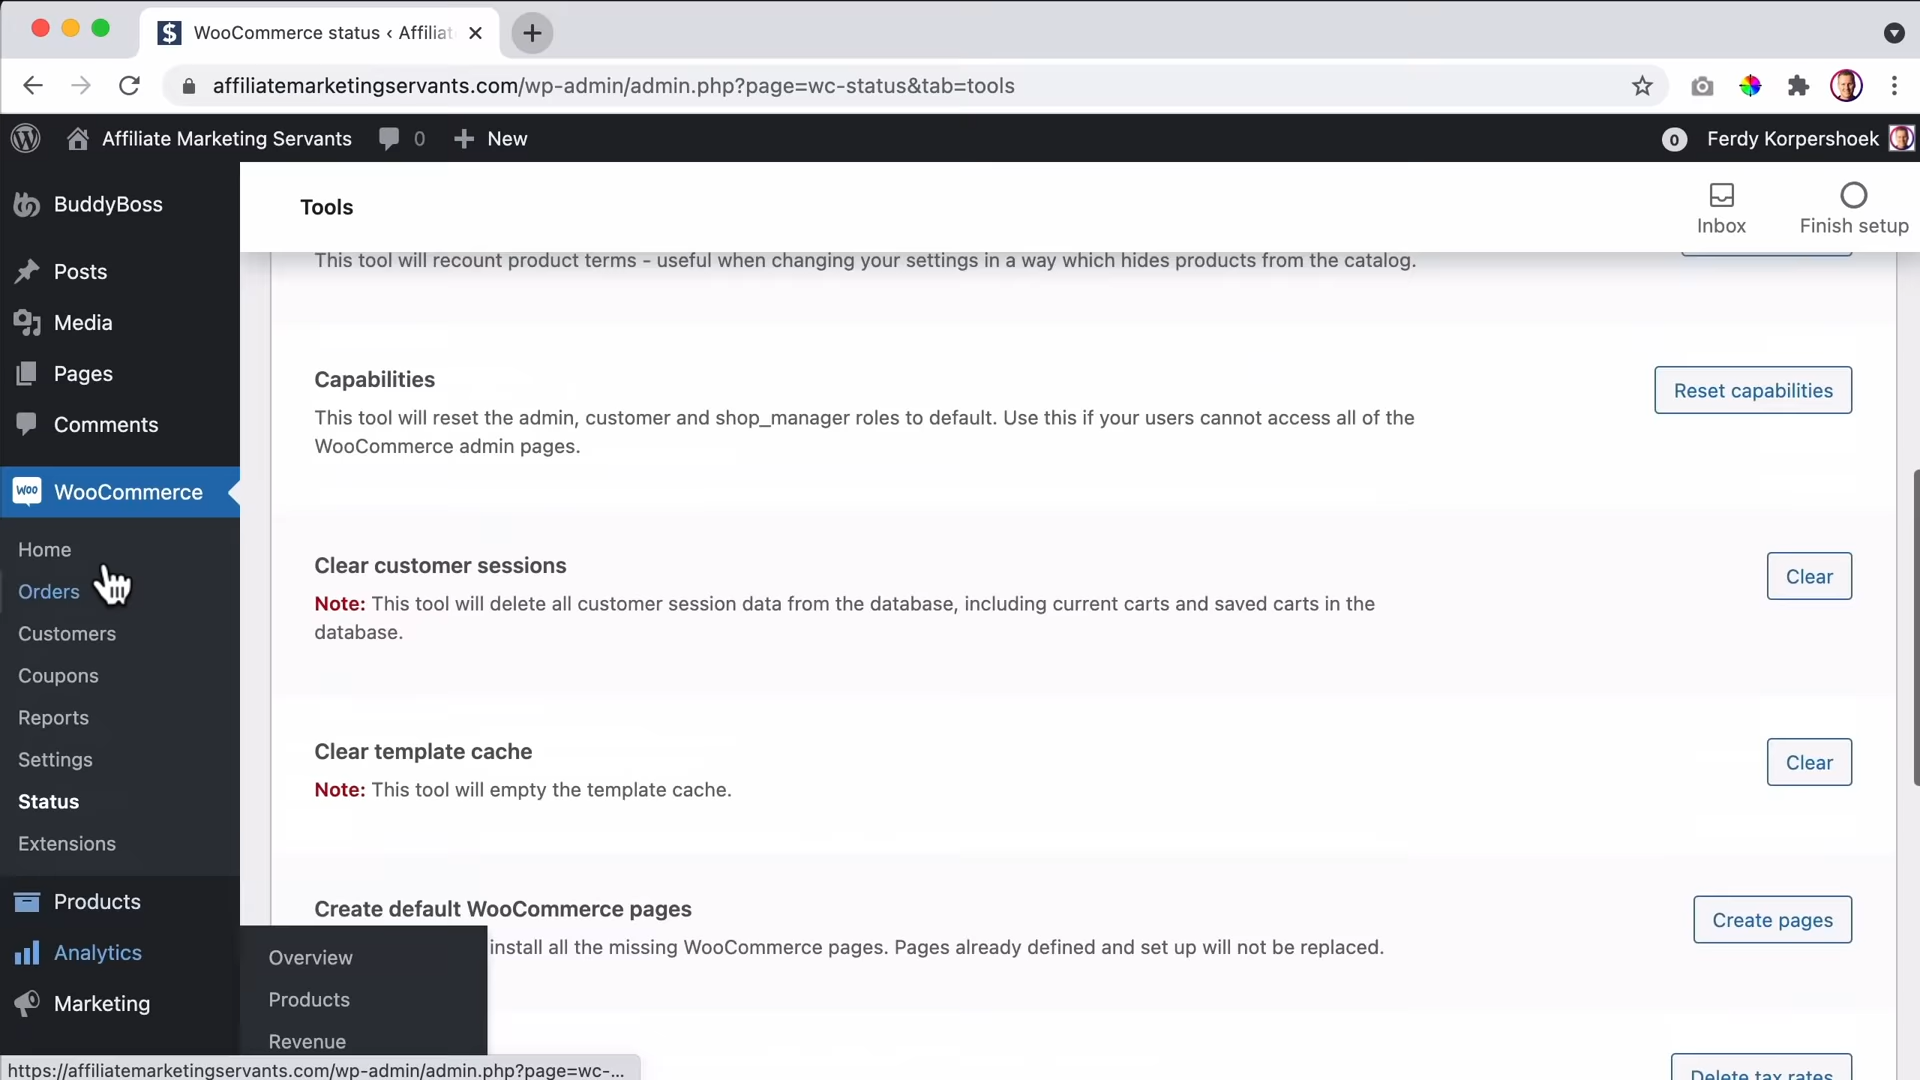 WooCommerce status ‹ Affiliat
affiliatemarketingservants.com/wp-admin/admin.php?page=wc-status&tab=tools
Affiliate Marketing Servants
0
New
0
Ferdy Korpershoek
BuddyBoss
Posts
Media
Pages
Comments
Woo
WooCommerce
Home
Orders
Customers
Coupons
Reports
Settings
Status
Extensions
Products
Analytics
Marketing
Tools
Inbox
Finish setup
This tool will recount product terms - useful when changing your settings in a way which hides products from the catalog.
Capabilities
This tool will reset the admin, customer and shop_manager roles to default. Use this if your users cannot access all of the
WooCommerce admin pages.
Reset capabilities
Clear customer sessions
Note: This tool will delete all customer session data from the database, including current carts and saved carts in the
database.
Clear
Clear template cache
Note: This tool will empty the template cache.
Clear
Create default WooCommerce pages
install all the missing WooCommerce pages. Pages already defined and set up will not be replaced.
Create pages
Overview
Products
Revenue
Delete tax rates
https://affiliatemarketingservants.com/wp-admin/admin.php?page=wc-...